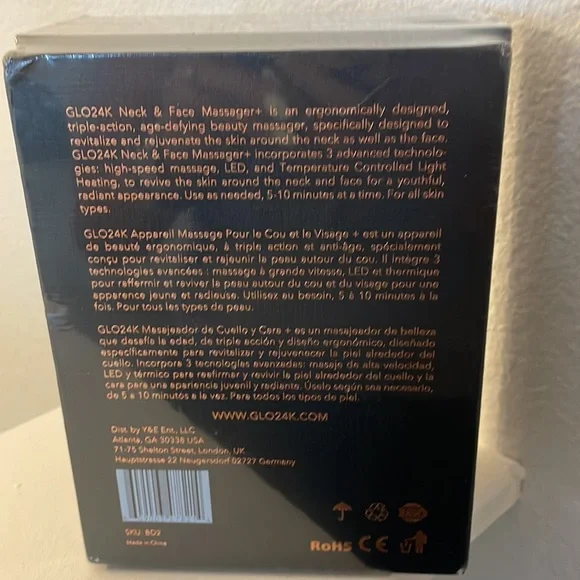 GLO24K Neck & Face Massager+ is an ergonomically designed,
triple-action, age-defying beauty massager, specifically designed to
revitalize and rejuvenate the skin around the neck as well as the face.
GLO24K Neck & Face Massager+ incorporates 3 advanced technolo-
gies: high-speed massage, LED, and Temperature Controlled Light
Heating, to revive the skin around the neck and face for a youthful,
radiant appearance. Use as needed, 5-10 minutes at a time. For all skin
types.
GLO24K Appareil Massage Pour le Cou et le Visage + est un appareil
de beauté ergonomique, à triple action et anti-âge, spécialement
conçu pour revitaliser et rajeunir la peau autour du cou. Il intègre 3
technologies avancées : massage à grande vitesse, LED et thermique
pour raffermir et raviver la peau autour du cou et du visage pour une
apparence jeune et radieuse. Utilisez au besoin, 5 à 10 minutes à la
fois. Pour tous les types de peau.
GLO24K Masajeador de Cuello y Cara + es un masajeador de belleza
que desafía la edad, de triple acción y diseño ergonómico, diseñado
específicamente para revitalizar y rejuvenecer la piel alrededor del
cuello. Incorpora 3 tecnologías avanzadas: masaje de alta velocidad,
LED y térmico para reafirmar y revivir la piel alrededor del cuello y la
cara para una apariencia juvenil y radiante. Úselo según sea necesario,
de 5 a 10 minutos a la vez. Para todos los tipos de piel.
WWW.GLO24K.COM
Dist. by Y&E Ent., LLC
Atlanta, GA 30338 USA
71-75 Shelton Street, London, UK
Hauptstrasse 22 Neugersdorf 02727 Germany
SKU:
Made in China
RoHS CE